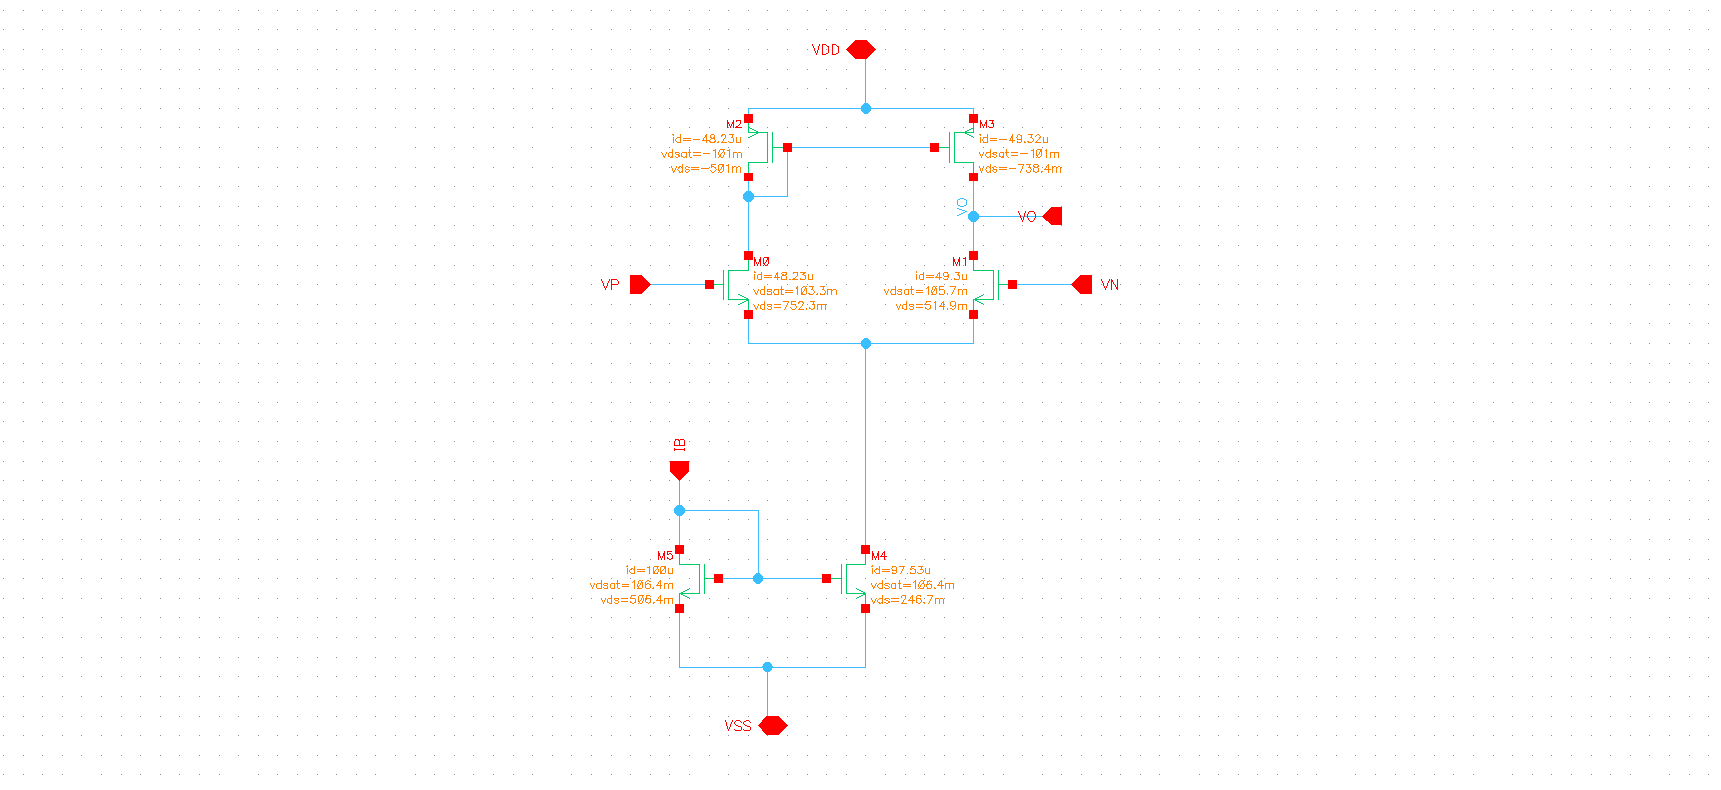 VDD
M2
id=-48.23u
vdsat=-101m
vds=-501m
M3
id=-49.32u
vdsat=-101m
vds=-738.4m
VO
VO
M0
id=48.23u
vdsat=103.3m
vds=752.3m
M1
id=49.3u
vdsat=105.7m
vds=514.9m
VP
VN
IB
M5
id=100u
vdsat=106.4m
vds=505.4m
M4
id=97.53u
vdsat=106.4m
vds=246.7m
VSS